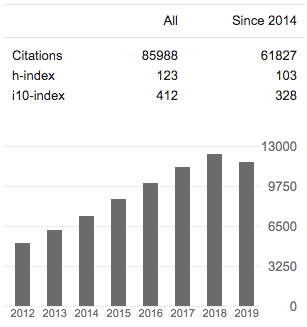 All Since 2014
Citations 85988 61827
h-index 123 103
i10-index 412 328
13000
9750
6500
3250
0
2012 2013 2014 2015 2016 2017 2018 2019